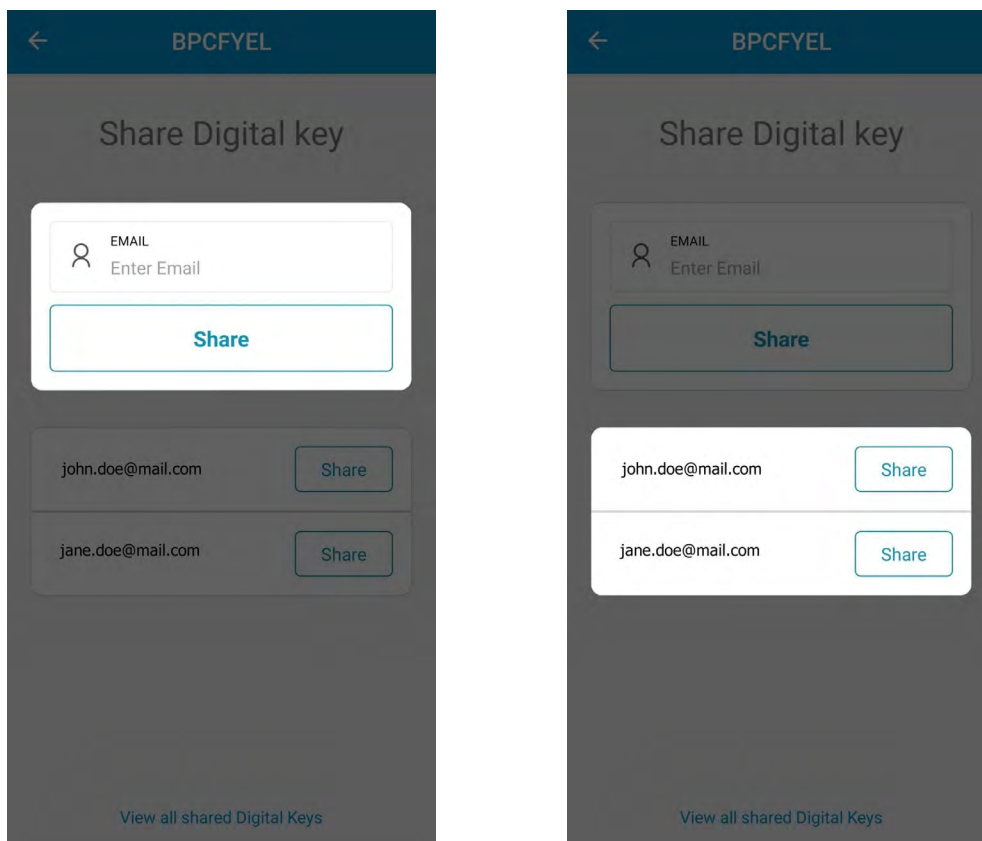 BPCFYEL
Share Digital key
EMAIL
Enter Email
Share
john.doe@mail.com Share
jane.doe@mail.com Share
View all shared Digital Keys
BPCFYEL
Share Digital key
EMAIL
Enter Email
Share
john.doe@mail.com Share
jane.doe@mail.com Share
View all shared Digital Keys